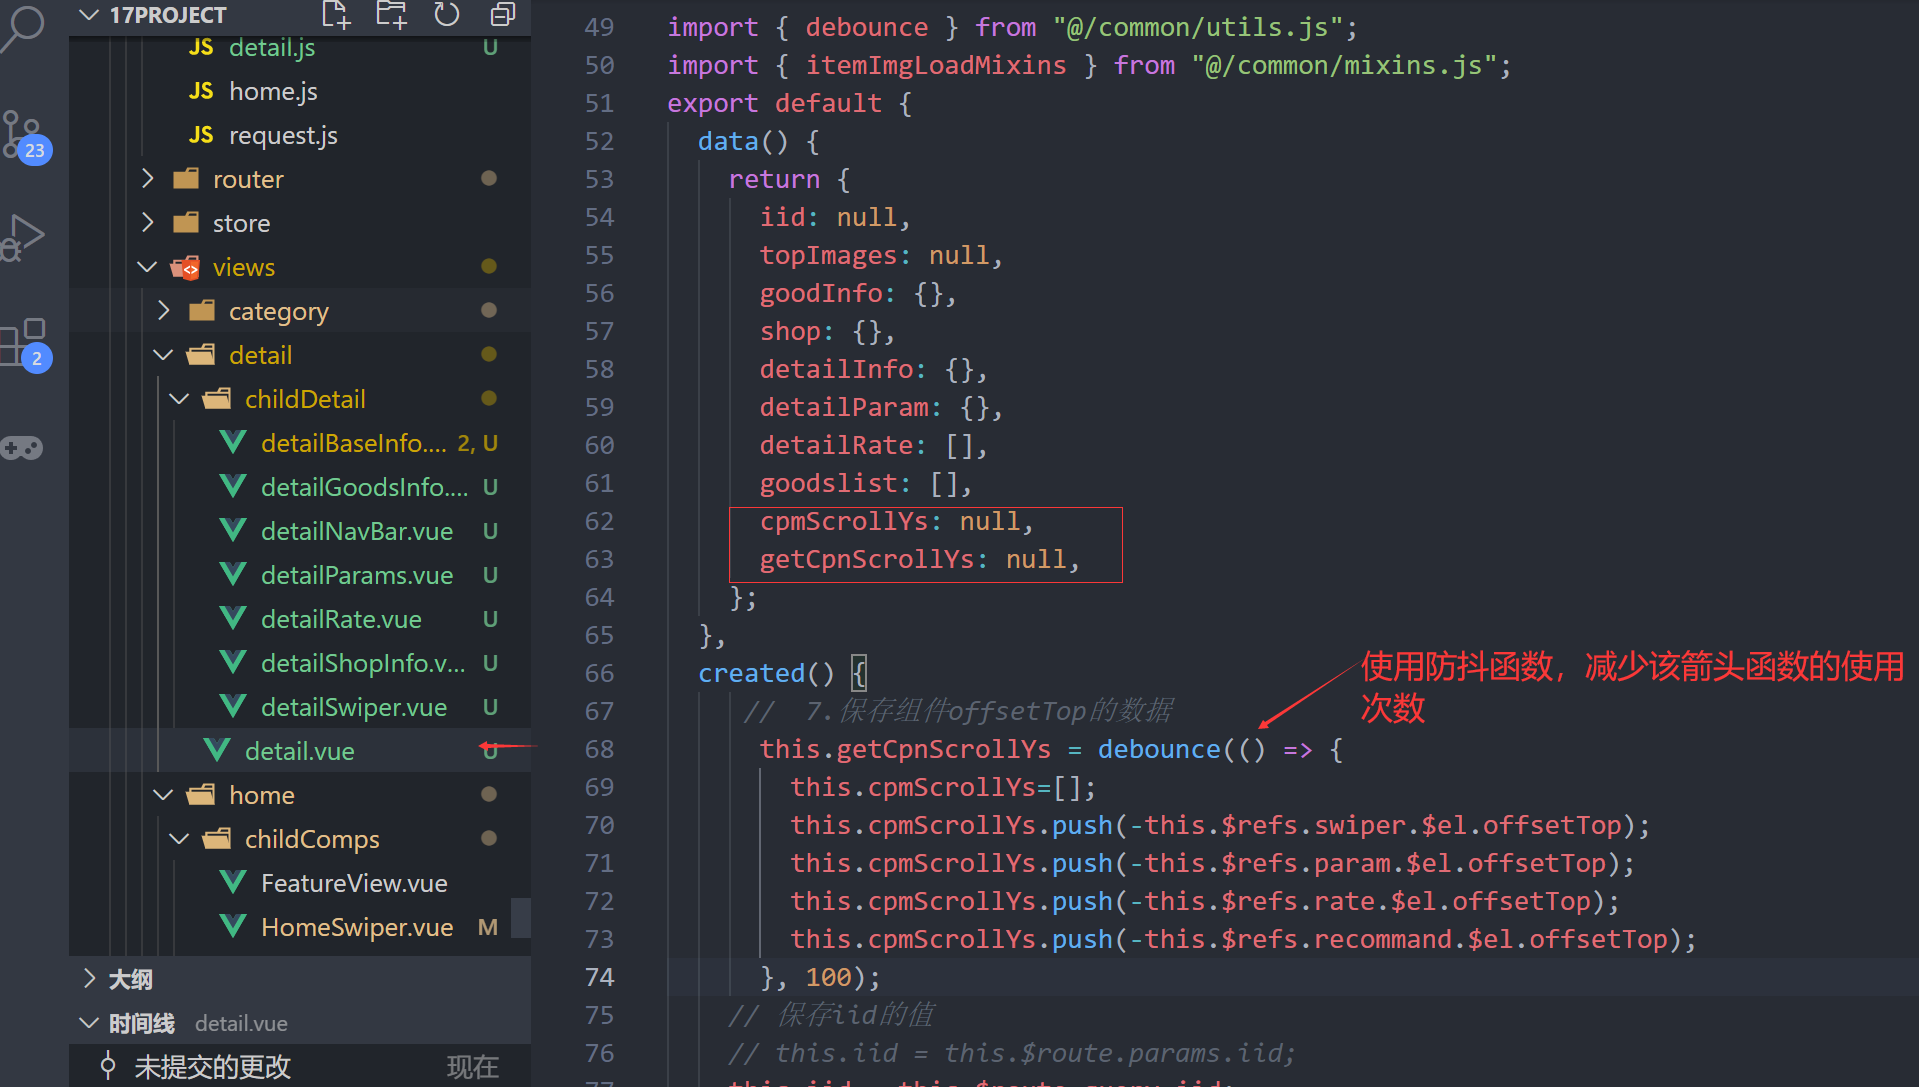 17PROJECT
JS detail.js U
JS home.js
JS request.js
23
router
store
views
category
2
detail
childDetail
detailBaseInfo.... 2, U
detailGoodsInfo.... U
detailNavBar.vue U
detailParams.vue U
detailRate.vue U
detailShopInfo.v... U
detailSwiper.vue U
detail.vue U
home
childComps
FeatureView.vue
HomeSwiper.vue M
大纲
时间线 detail.vue
未提交的更改 现在
49 import { debounce } from "@/common/utils.js";
50 import { itemImgLoadMixins } from "@/common/mixins.js";
51 export default {
52 data() {
53 return {
54 iid: null,
55 topImages: null,
56 goodInfo: {},
57 shop: {},
58 detailInfo: {},
59 detailParam: {},
60 detailRate: [],
61 goodslist: [],
62 cpmScrollYs: null,
63 getCpnScrollYs: null,
64 };
65 },
66 created() {
67 // 7.保存组件offsetTop的数据
68 this.getCpnScrollYs = debounce(() => {
69 this.cpmScrollYs=[];
70 this.cpmScrollYs.push(-this.$refs.swiper.$el.offsetTop);
71 this.cpmScrollYs.push(-this.$refs.param.$el.offsetTop);
72 this.cpmScrollYs.push(-this.$refs.rate.$el.offsetTop);
73 this.cpmScrollYs.push(-this.$refs.recommand.$el.offsetTop);
74 }, 100);
75 // 保存iid的值
76 // this.iid = this.$route.params.iid;
77 this.iid = this.$route.query.iid;
使用防抖函数，减少该箭头函数的使用
次数